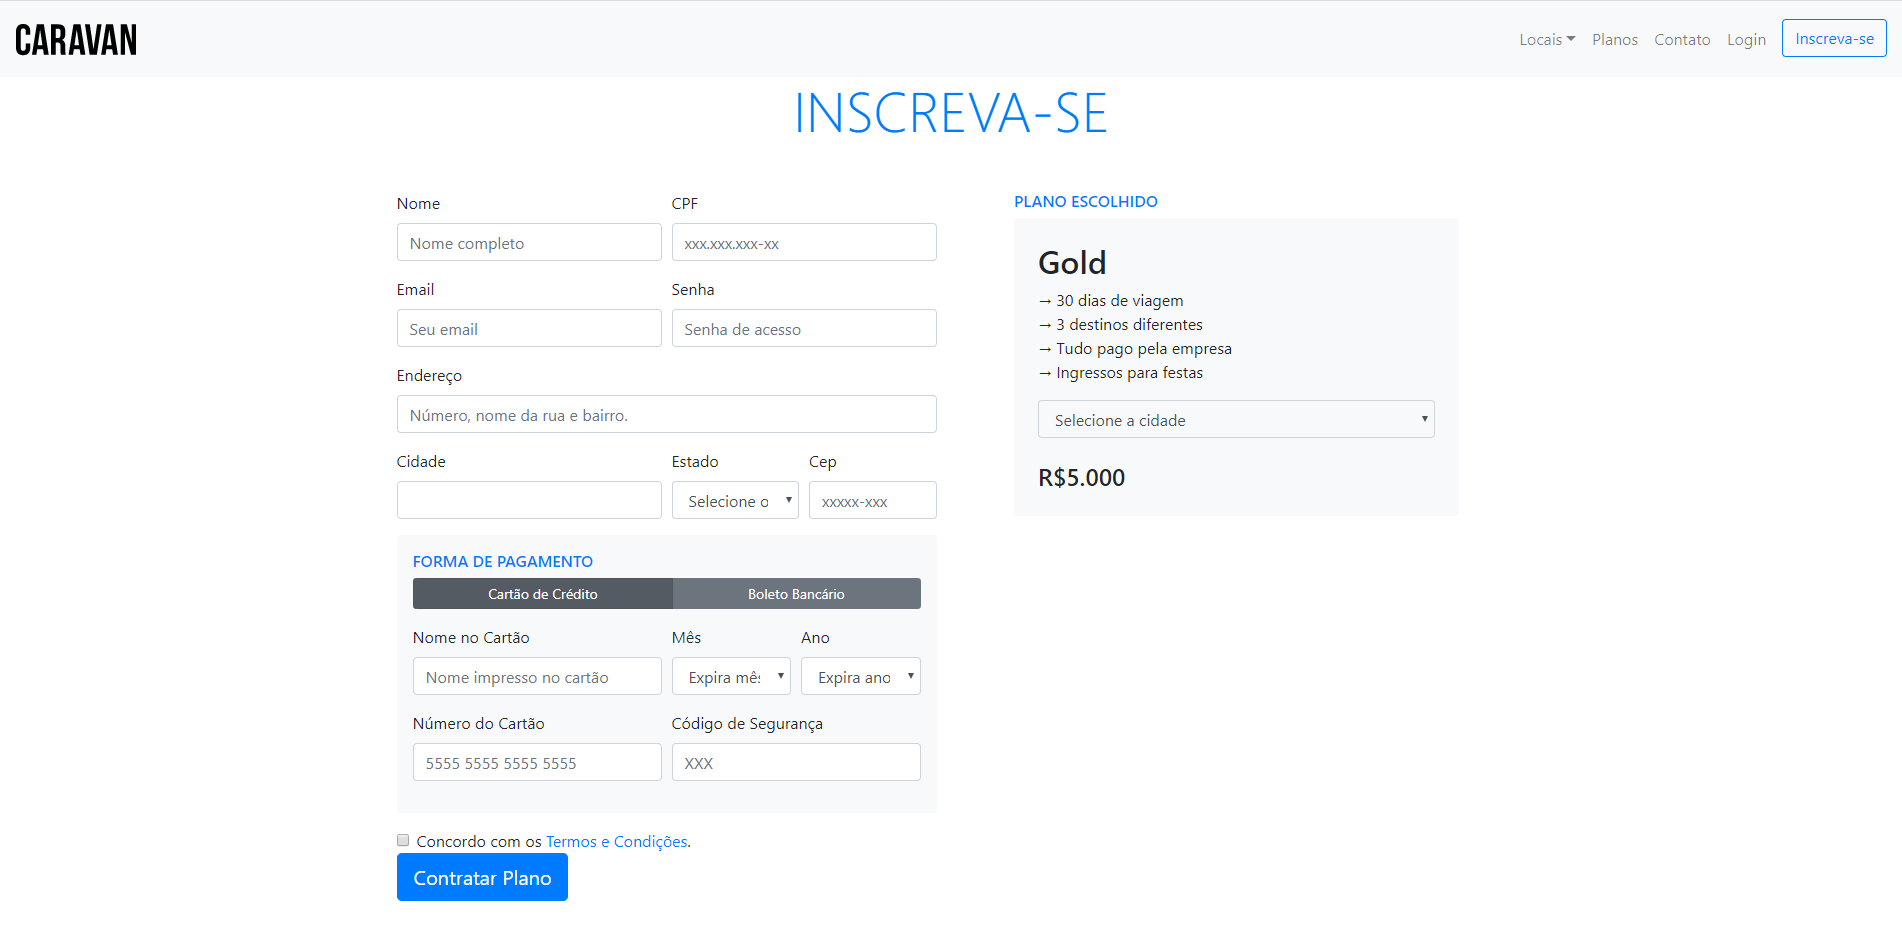 CARAVAN
Locais Planos Contato Login Inscreva-se
INSCREVA-SE
Nome CPF
Nome completo xxx.xxx.xxx-xx
Email Senha
Seu email Senha de acesso
Endereço
Número, nome da rua e bairro.
Cidade Estado Cep
Selecione o xxxxx-xxx
FORMA DE PAGAMENTO
Cartão de Crédito Boleto Bancário
Nome no Cartão Mês Ano
Nome impresso no cartão Expira mês Expira ano
Número do Cartão Código de Segurança
5555 5555 5555 5555 XXX
Concordo com os Termos e Condições.
Contratar Plano
PLANO ESCOLHIDO
Gold
→ 30 dias de viagem
→ 3 destinos diferentes
→ Tudo pago pela empresa
→ Ingressos para festas
Selecione a cidade
R$5.000